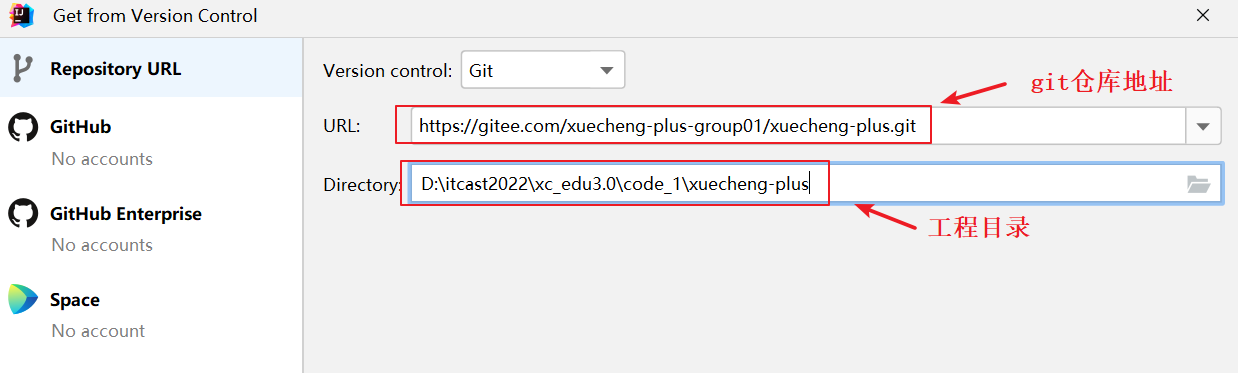 Get from Version Control
Repository URL
GitHub
No accounts
GitHub Enterprise
No accounts
Space
No account
Version control: Git
git仓库地址
URL: https://gitee.com/xuecheng-plus-group01/xuecheng-plus.git
Directory: D:\itcast2022\xc_edu3.0\code_1\xuecheng-plus
工程目录